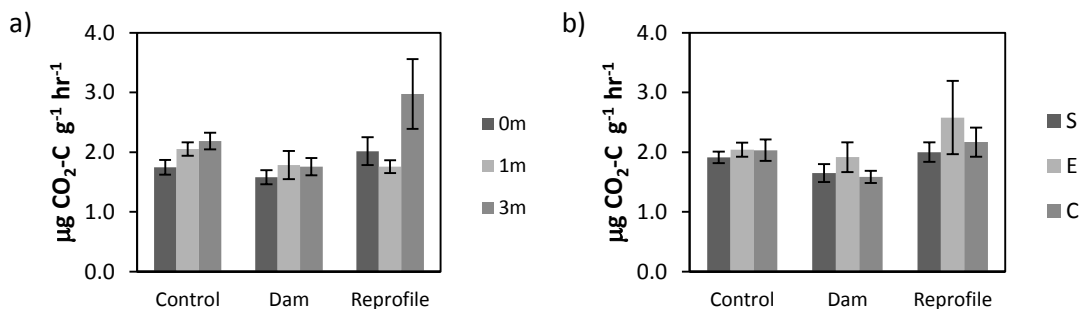 a)
µg CO₂-C g⁻¹ hr⁻¹
4.0
3.0
2.0
1.0
0.0
Control Dam Reprofile
0m
1m
3m
b)
µg CO₂-C g⁻¹ hr⁻¹
4.0
3.0
2.0
1.0
0.0
Control Dam Reprofile
S
E
C